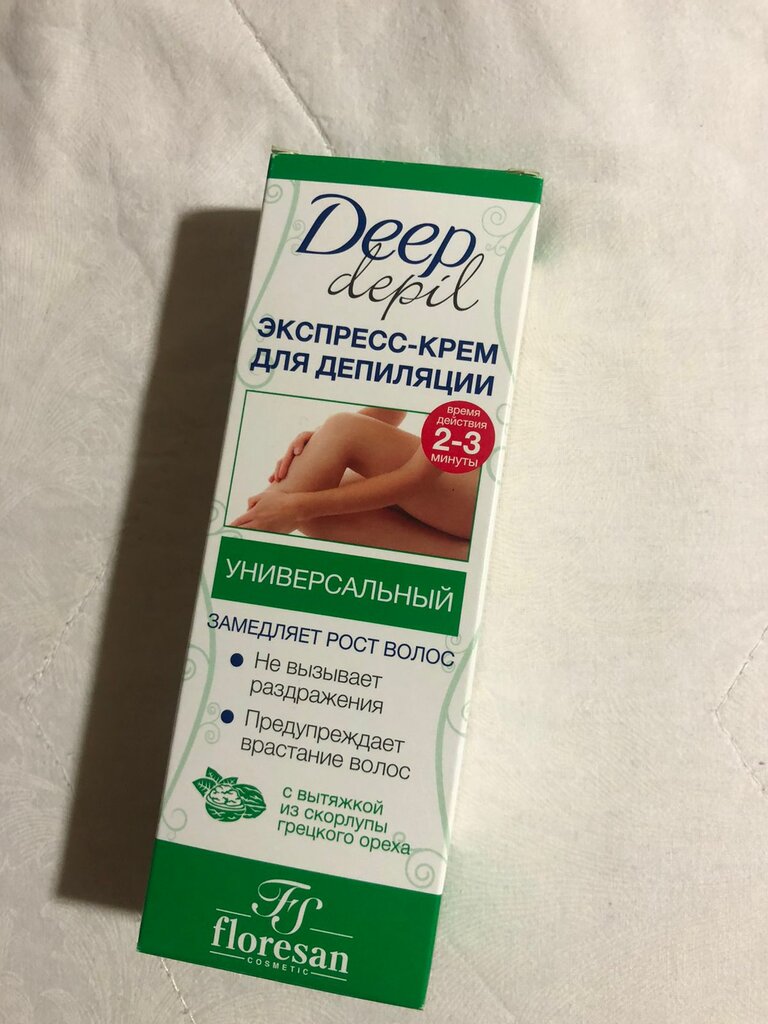 Deep
depil
ЭКСПРЕСС-КРЕМ
ДЛЯ ДЕПИЛЯЦИИ
время
действия
2-3
минуты
УНИВЕРСАЛЬНЫЙ
ЗАМЕДЛЯЕТ РОСТ ВОЛОС
• Не вызывает
раздражения
• Предупреждает
врастание волос
с вытяжкой
из скорлупы
грецкого ореха
FS
floresan
COSMETIC